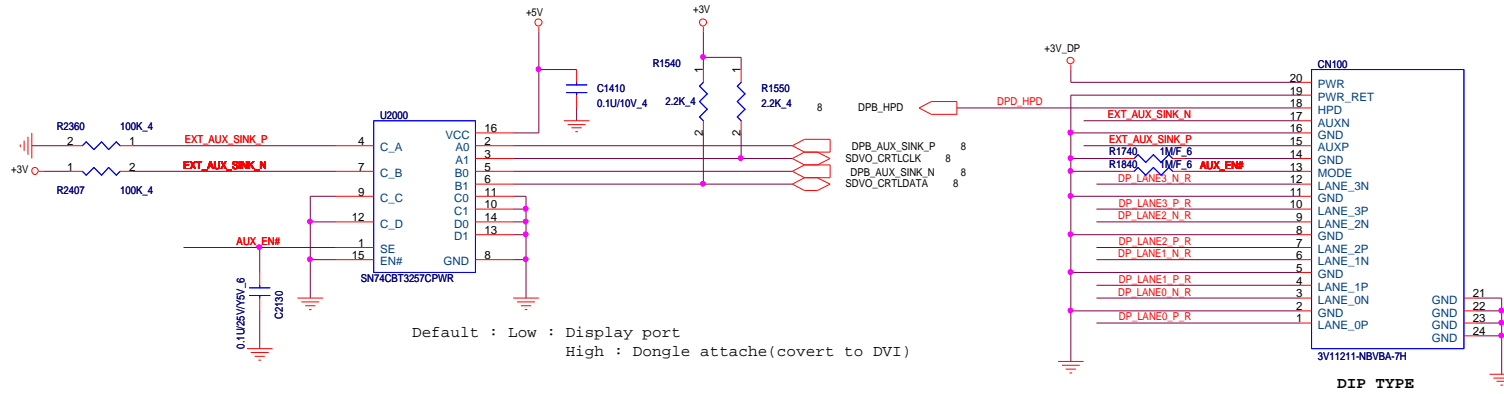 +5V
+3V
C1410
0.1U/10V_4
R1540
2.2K_4
R1550
2.2K_4
8 DPB_HPD
DPD_HPD
R2360 100K_4
2 1 EXT_AUX_SINK_P
+3V 1 2 EXT_AUX_SINK_N
R2407 100K_4
AUX_EN#
0.1U/25V/Y5V_6
C2130
U2000
4 C_A
7 C_B
9 C_C
12 C_D
1 SE
15 EN#
VCC 16
A0 2
A1 3
B0 5
B1 6
C0 11
C1 10
D0 14
D1 13
GND 8
SN74CBT3257CPWR
1
2
1
2
DPB_AUX_SINK_P 8
SDVO_CRTLCLK 8
DPB_AUX_SINK_N 8
SDVO_CRTLDATA 8
Default : Low : Display port
High : Dongle attache(covert to DVI)
+3V_DP
CN100
20 PWR
19 PWR_RET
18 HPD
EXT_AUX_SINK_N 17 AUXN
16 GND
EXT_AUX_SINK_P 15 AUXP
R1740 1M/F_6 14 GND
R1840 1M/F_6 AUX_EN# 13 MODE
DP_LANE3_N_R 12 LANE_3N
11 GND
DP_LANE3_P_R 10 LANE_3P
DP_LANE2_N_R 9 LANE_2N
8 GND
DP_LANE2_P_R 7 LANE_2P
DP_LANE1_N_R 6 LANE_1N
5 GND
DP_LANE1_P_R 4 LANE_1P
DP_LANE0_N_R 3 LANE_0N
2 GND
DP_LANE0_P_R 1 LANE_0P
GND 21
GND 22
GND 23
GND 24
3V11211-NBVBA-7H
DIP TYPE